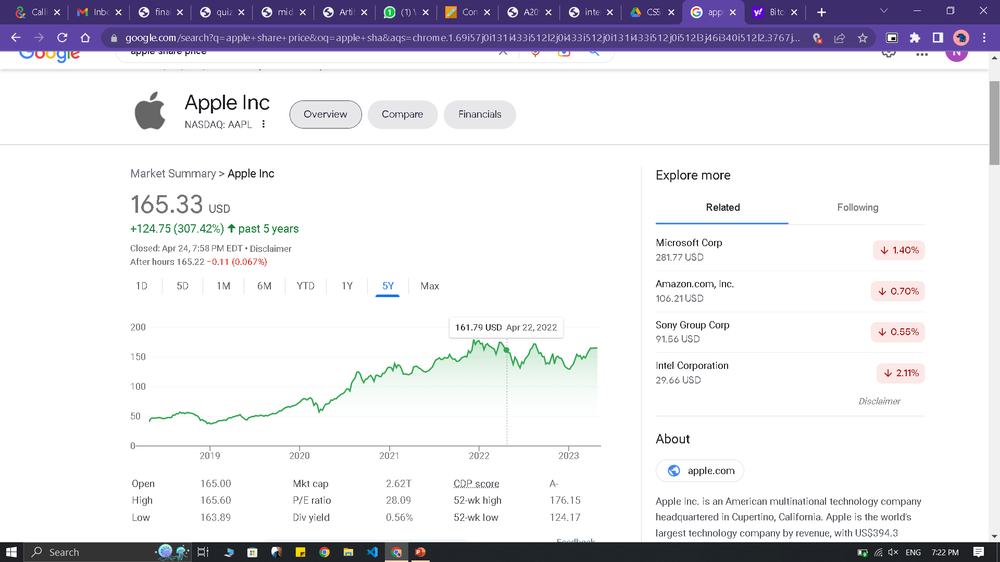 Calli
Inbo
final
quiz
mid
Artif
(1) W
Con
A20
inte
CS5
appl
Bitc
google.com/search?q=apple+share+price&oq=apple+sha&aqs=chrome.1.69i57j0i131i433i512l2j0i433i512j0i131i433i512j0i512l3j46i340i512l2.3767j...
Google
apple share price
N
Apple Inc
NASDAQ: AAPL
Overview
Compare
Financials
Market Summary > Apple Inc
165.33 USD
+124.75 (307.42%) past 5 years
Closed: Apr 24, 7:58 PM EDT • Disclaimer
After hours 165.22 −0.11 (0.067%)
1D 5D 1M 6M YTD 1Y 5Y Max
161.79 USD Apr 22, 2022
200
150
100
50
0
2019 2020 2021 2022 2023
Open 165.00 Mkt cap 2.62T CDP score A-
High 165.60 P/E ratio 28.09 52-wk high 176.15
Low 163.89 Div yield 0.56% 52-wk low 124.17
Feedback
Explore more
Related Following
Microsoft Corp
281.77 USD
1.40%
Amazon.com, Inc.
106.21 USD
0.70%
Sony Group Corp
91.56 USD
0.55%
Intel Corporation
29.66 USD
2.11%
Disclaimer
About
apple.com
Apple Inc. is an American multinational technology company
headquartered in Cupertino, California. Apple is the world's
largest technology company by revenue, with US$394.3
Search
ENG 7:22 PM